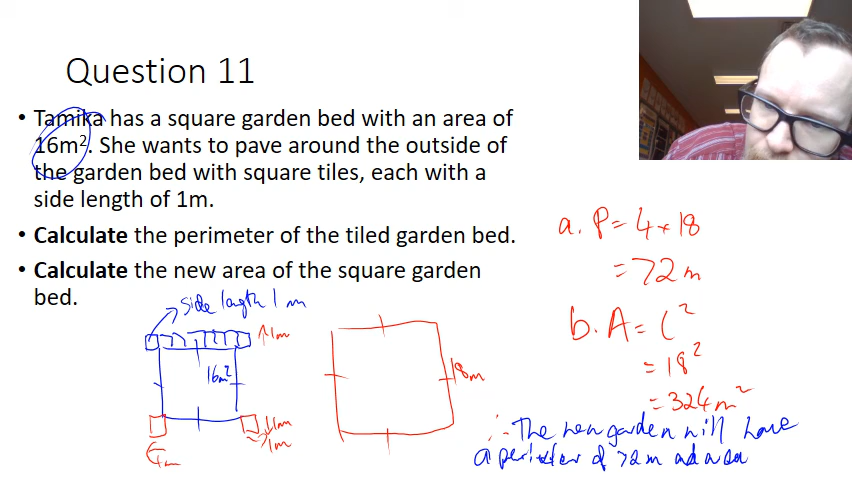 Question 11
• Tamika has a square garden bed with an area of
16m². She wants to pave around the outside of
the garden bed with square tiles, each with a
side length of 1m.
• Calculate the perimeter of the tiled garden bed.
• Calculate the new area of the square garden
bed.
side length 1 m
↑1m
16m²
1m
1m
18m
a. P = 4 × 18
= 72 m
b. A = l²
= 18²
= 324 m²
∴ The new garden will have
a perimeter of 72 m and area